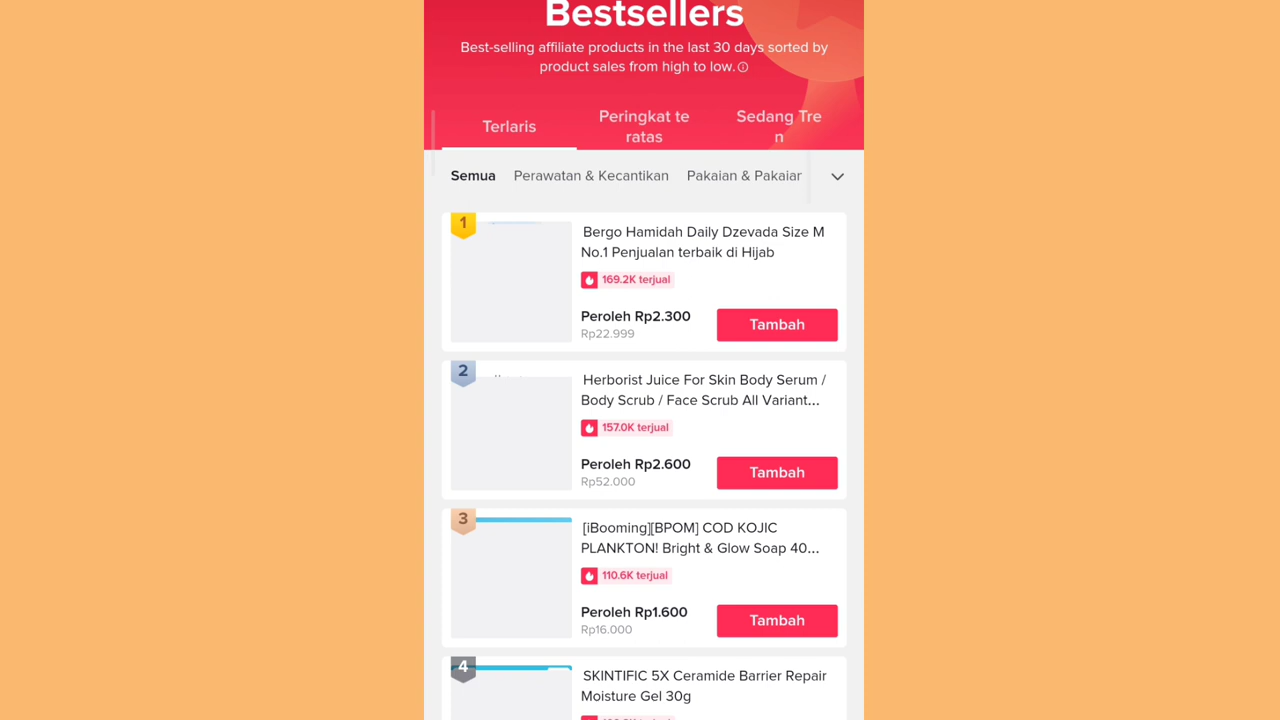 Bestsellers
Best-selling affiliate products in the last 30 days sorted by
product sales from high to low.
Terlaris
Peringkat te
ratas
Sedang Tre
n
Semua
Perawatan & Kecantikan
Pakaian & Pakaiar
1
Bergo Hamidah Daily Dzevada Size M
No.1 Penjualan terbaik di Hijab
169.2K terjual
Peroleh Rp2.300
Rp22.999
Tambah
2
Herborist Juice For Skin Body Serum /
Body Scrub / Face Scrub All Variant...
157.0K terjual
Peroleh Rp2.600
Rp52.000
Tambah
3
[iBooming][BPOM] COD KOJIC
PLANKTON! Bright & Glow Soap 40...
110.6K terjual
Peroleh Rp1.600
Rp16.000
Tambah
4
SKINTIFIC 5X Ceramide Barrier Repair
Moisture Gel 30g